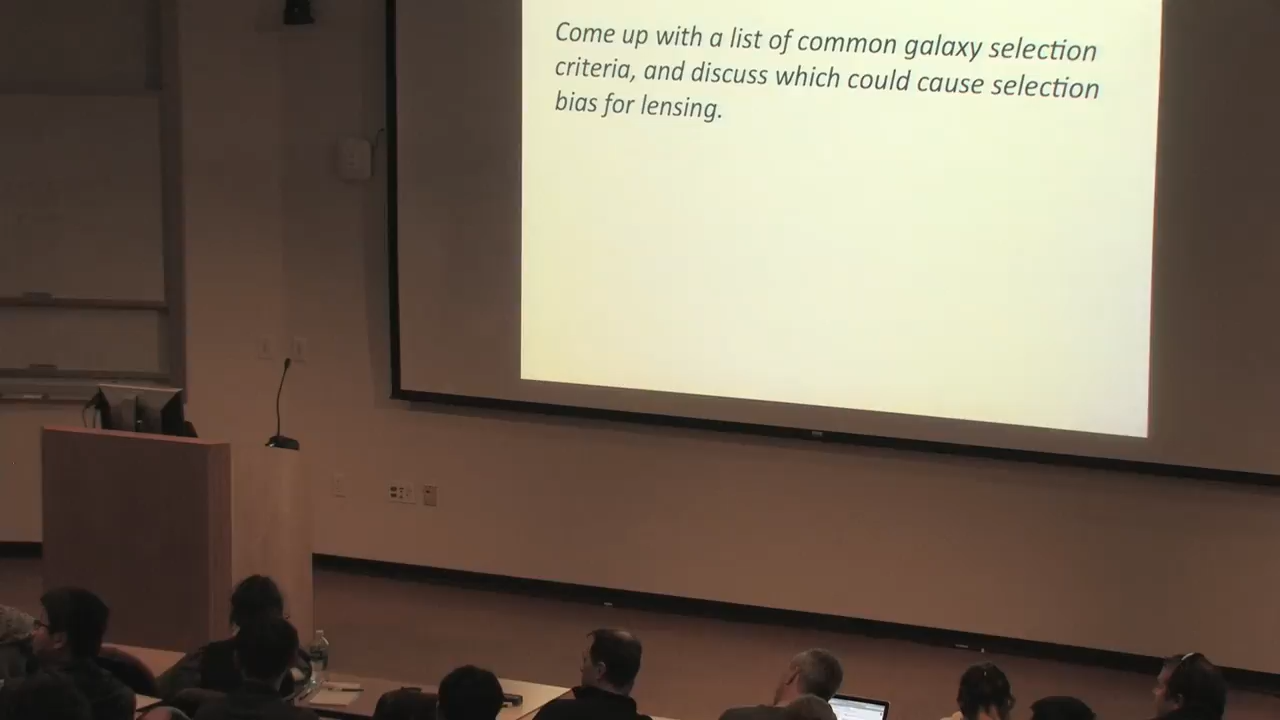 Come up with a list of common galaxy selection
criteria, and discuss which could cause selection
bias for lensing.